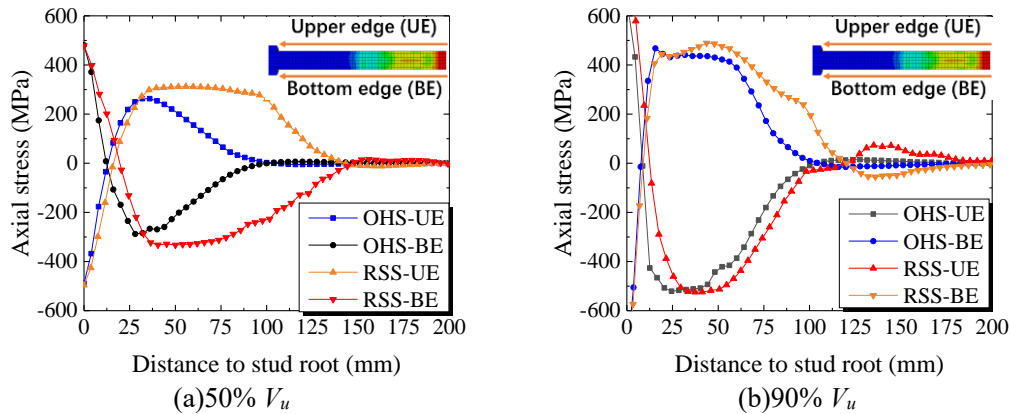 Upper edge (UE)
Bottom edge (BE)
Axial stress (MPa)
600
400
200
0
-200
-400
-600
OHS-UE
OHS-BE
RSS-UE
RSS-BE
0 25 50 75 100 125 150 175 200
Distance to stud root (mm)
(a)50% Vu
Upper edge (UE)
Bottom edge (BE)
Axial stress (MPa)
600
400
200
0
-200
-400
-600
OHS-UE
OHS-BE
RSS-UE
RSS-BE
0 25 50 75 100 125 150 175 200
Distance to stud root (mm)
(b)90% Vu